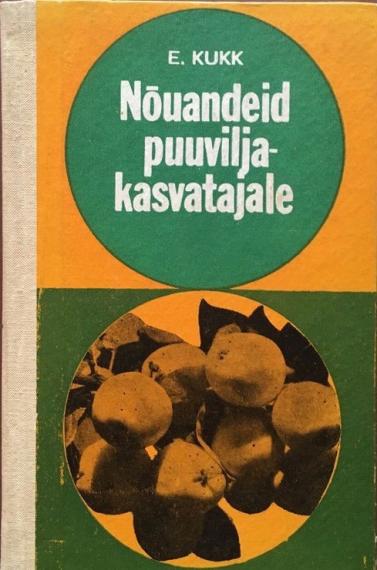 E. KUKK
Nõuandeid
puuvilja-
kasvatajale